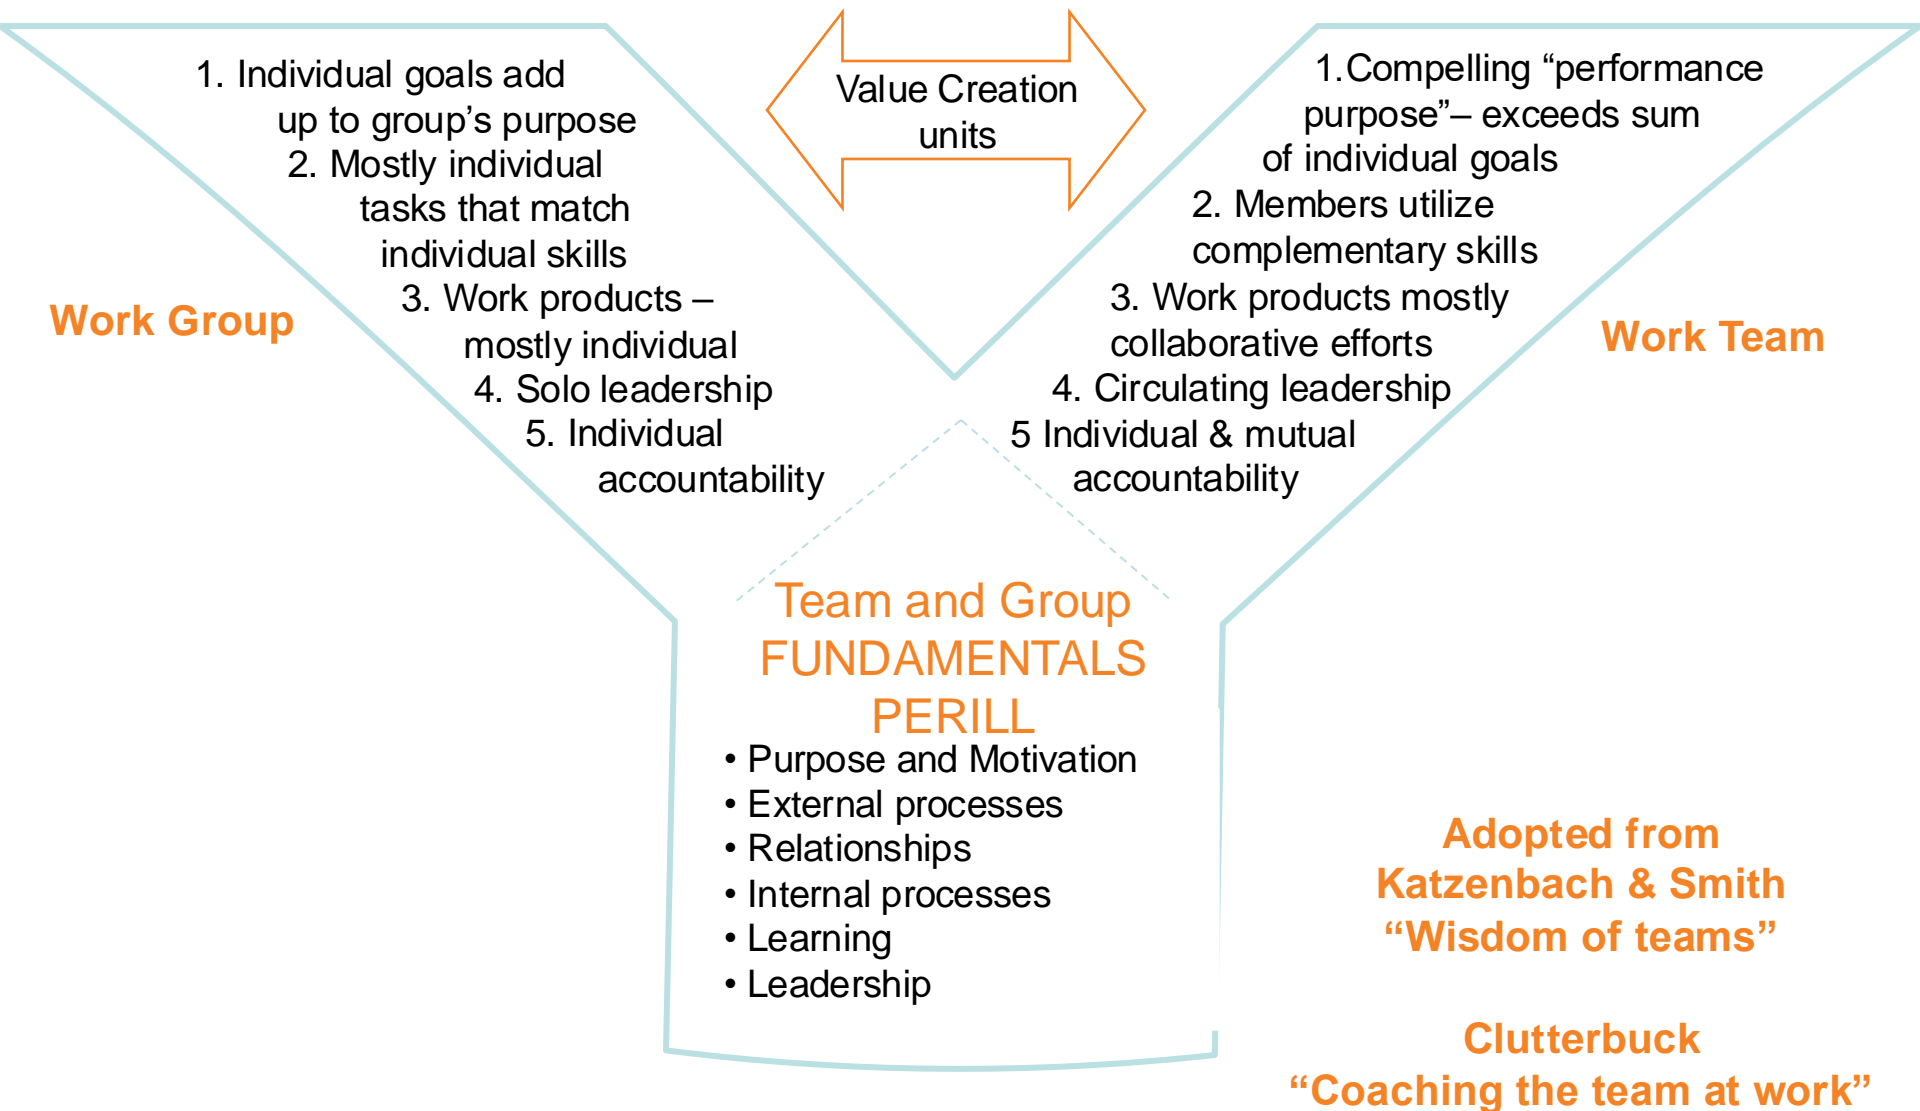 1. Individual goals add
up to group’s purpose
2. Mostly individual
tasks that match
individual skills
3. Work products –
mostly individual
4. Solo leadership
5. Individual
accountability
Work Group
Value Creation
units
1.Compelling “performance
purpose”– exceeds sum
of individual goals
2. Members utilize
complementary skills
3. Work products mostly
collaborative efforts
4. Circulating leadership
5 Individual & mutual
accountability
Work Team
Team and Group
FUNDAMENTALS
PERILL
• Purpose and Motivation
• External processes
• Relationships
• Internal processes
• Learning
• Leadership
Adopted from
Katzenbach & Smith
“Wisdom of teams”
Clutterbuck
“Coaching the team at work”